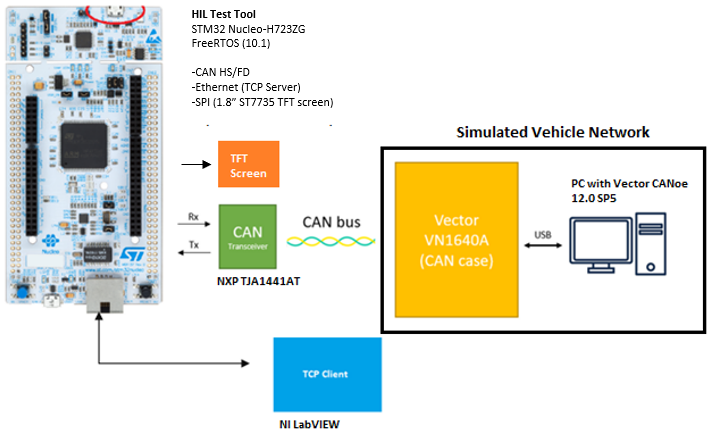 HIL Test Tool
STM32 Nucleo-H723ZG
FreeRTOS (10.1)
-CAN HS/FD
-Ethernet (TCP Server)
-SPI (1.8” ST7735 TFT screen)
Simulated Vehicle Network
TFT
Screen
Vector
VN1640A
(CAN case)
PC with Vector CANoe
12.0 SP5
USB
Rx
Tx
CAN
Transceiver
CAN bus
NXP TJA1441AT
Nucleo
ST
TCP Client
NI LabVIEW